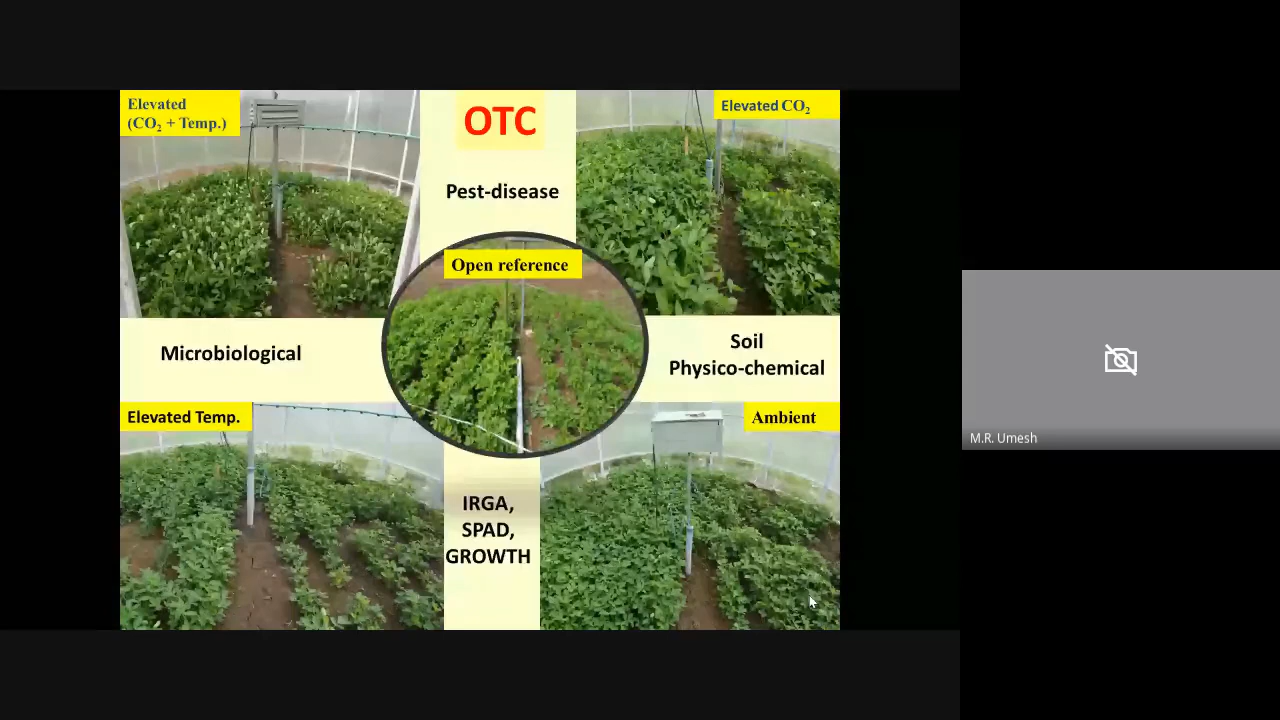 Elevated
(CO₂ + Temp.)
OTC
Elevated CO₂
Pest-disease
Open reference
Microbiological
Soil
Physico-chemical
Elevated Temp.
Ambient
IRGA,
SPAD,
GROWTH
M.R. Umesh